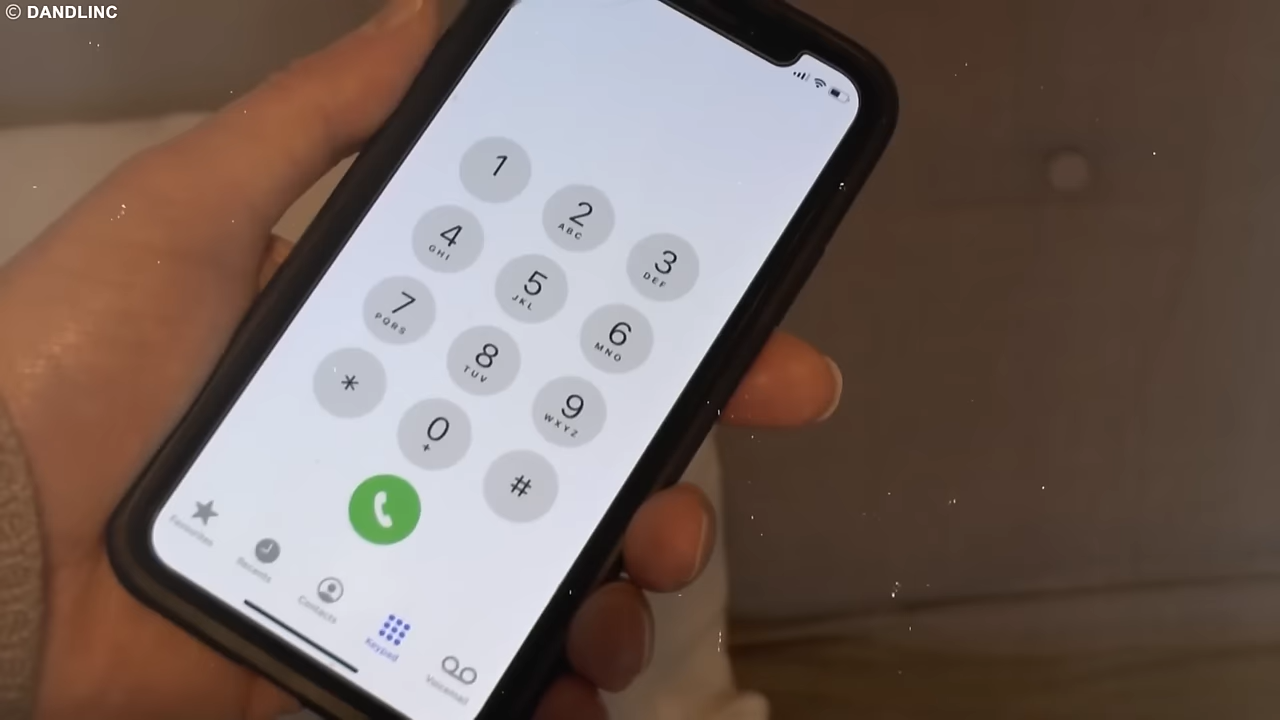 © DANDLINC
1
2
ABC
3
DEF
4
GHI
5
JKL
6
MNO
7
PQRS
8
TUV
9
WXYZ
*
0
+
#
Favourites
Recents
Contacts
Keypad
Voicemail